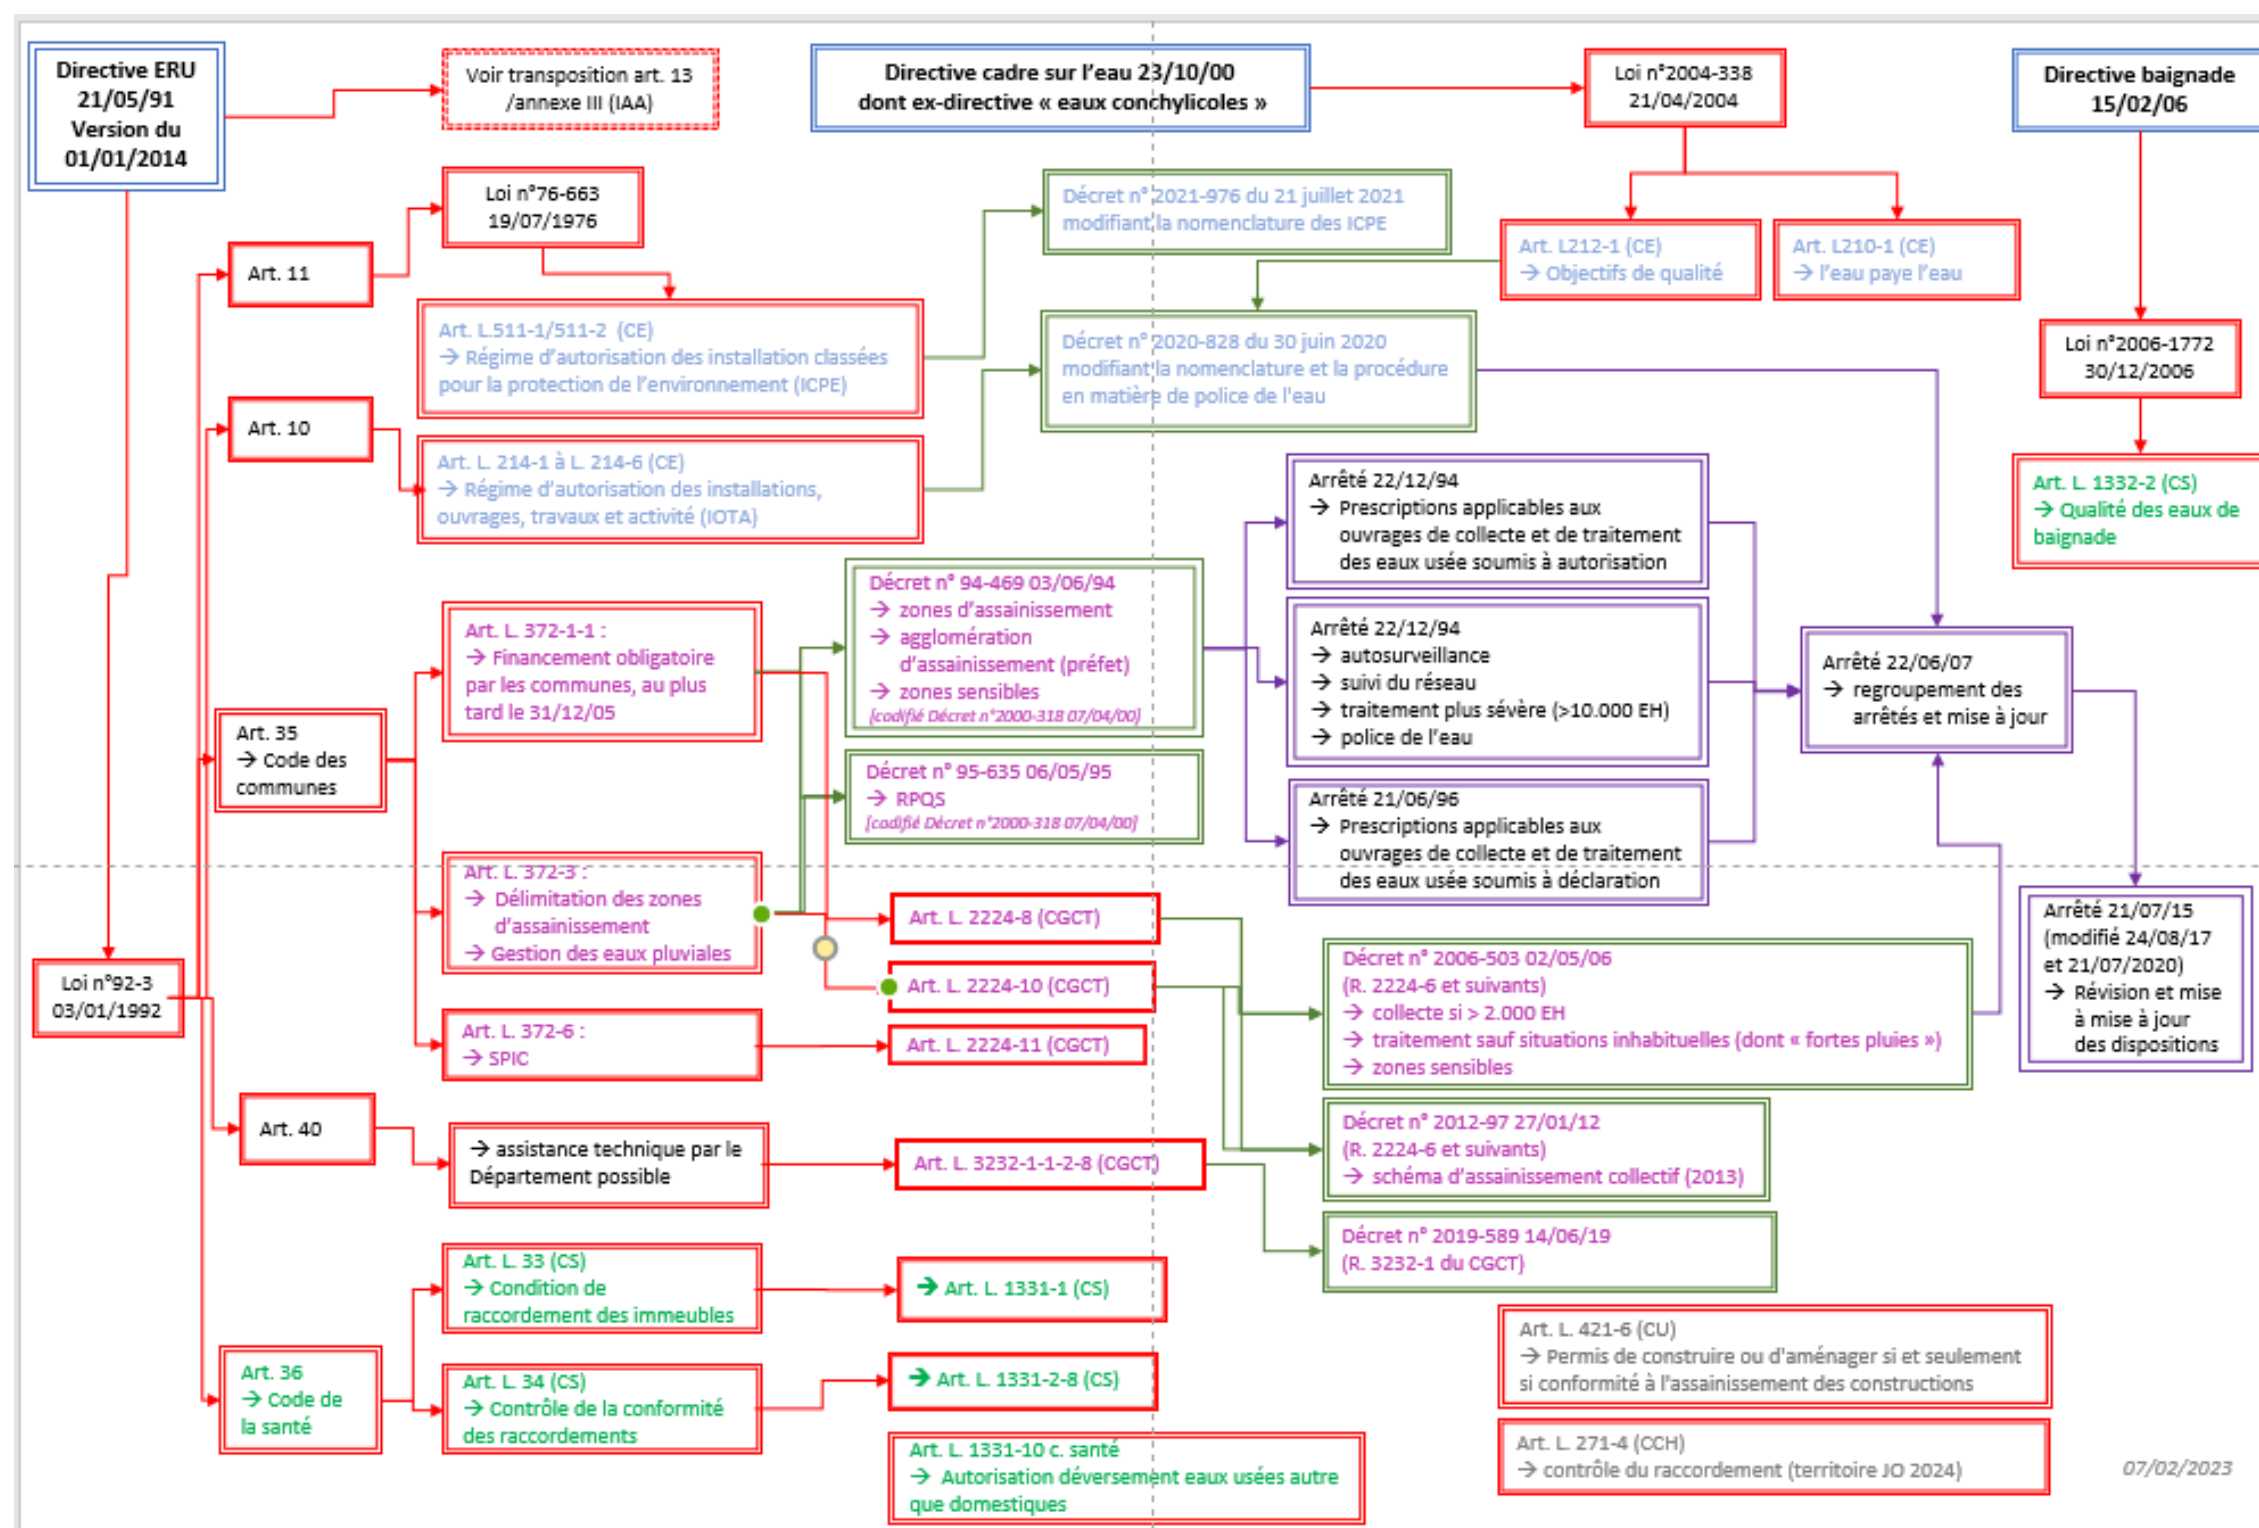 Directive ERU
21/05/91
Version du
01/01/2014
Voir transposition art. 13
/annexe III (IAA)
Directive cadre sur l'eau 23/10/00
dont ex-directive « eaux conchylicoles »
Loi n°2004-338
21/04/2004
Directive baignade
15/02/06
Loi n°76-663
19/07/1976
Décret n° 2021-976 du 21 juillet 2021
modifiant la nomenclature des ICPE
Art. L212-1 (CE)
→ Objectifs de qualité
Art. L210-1 (CE)
→ l'eau paye l'eau
Art. 11
Art. L.511-1/511-2 (CE)
→ Régime d'autorisation des installation classées
pour la protection de l'environnement (ICPE)
Décret n° 2020-828 du 30 juin 2020
modifiant la nomenclature et la procédure
en matière de police de l'eau
Loi n°2006-1772
30/12/2006
Art. 10
Art. L. 214-1 à L. 214-6 (CE)
→ Régime d'autorisation des installations,
ouvrages, travaux et activité (IOTA)
Arrêté 22/12/94
→ Prescriptions applicables aux
ouvrages de collecte et de traitement
des eaux usée soumis à autorisation
Art. L. 1332-2 (CS)
→ Qualité des eaux de
baignade
Décret n° 94-469 03/06/94
→ zones d'assainissement
→ agglomération
d'assainissement (préfet)
→ zones sensibles
[codifié Décret n°2000-318 07/04/00]
Art. L. 372-1-1 :
→ Financement obligatoire
par les communes, au plus
tard le 31/12/05
Arrêté 22/12/94
→ autosurveillance
→ suivi du réseau
→ traitement plus sévère (>10.000 EH)
→ police de l'eau
Arrêté 22/06/07
→ regroupement des
arrêtés et mise à jour
Art. 35
→ Code des
communes
Décret n° 95-635 06/05/95
→ RPQS
[codifié Décret n°2000-318 07/04/00]
Arrêté 21/06/96
→ Prescriptions applicables aux
ouvrages de collecte et de traitement
des eaux usée soumis à déclaration
Art. L. 372-3 :
→ Délimitation des zones
d'assainissement
→ Gestion des eaux pluviales
Art. L. 2224-8 (CGCT)
Arrêté 21/07/15
(modifié 24/08/17
et 21/07/2020)
→ Révision et mise
à mise à jour
des dispositions
Loi n°92-3
03/01/1992
Art. L. 2224-10 (CGCT)
Décret n° 2006-503 02/05/06
(R. 2224-6 et suivants)
→ collecte si > 2.000 EH
→ traitement sauf situations inhabituelles (dont « fortes pluies »)
→ zones sensibles
Art. L. 372-6 :
→ SPIC
Art. L. 2224-11 (CGCT)
Art. 40
→ assistance technique par le
Département possible
Art. L. 3232-1-1-2-8 (CGCT)
Décret n° 2012-97 27/01/12
(R. 2224-6 et suivants)
→ schéma d'assainissement collectif (2013)
Décret n° 2019-589 14/06/19
(R. 3232-1 du CGCT)
Art. L. 33 (CS)
→ Condition de
raccordement des immeubles
→ Art. L. 1331-1 (CS)
Art. L. 421-6 (CU)
→ Permis de construire ou d'aménager si et seulement
si conformité à l'assainissement des constructions
Art. 36
→ Code de
la santé
Art. L. 34 (CS)
→ Contrôle de la conformité
des raccordements
→ Art. L. 1331-2-8 (CS)
Art. L. 1331-10 c. santé
→ Autorisation déversement eaux usées autre
que domestiques
Art. L. 271-4 (CCH)
→ contrôle du raccordement (territoire JO 2024)
07/02/2023